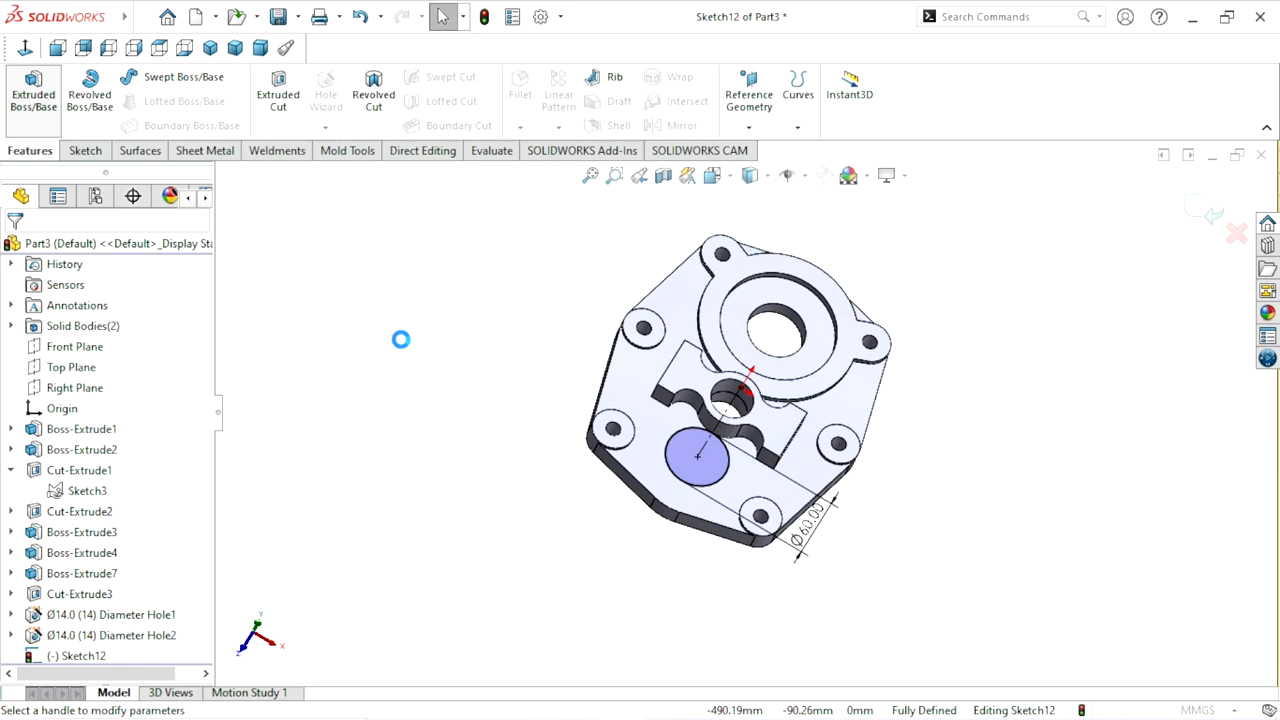 SOLIDWORKS
Sketch12 of Part3 *
Search Commands
Extruded Boss/Base
Revolved Boss/Base
Swept Boss/Base
Lofted Boss/Base
Boundary Boss/Base
Extruded Cut
Hole Wizard
Revolved Cut
Swept Cut
Lofted Cut
Boundary Cut
Fillet
Linear Pattern
Rib
Draft
Shell
Wrap
Intersect
Mirror
Reference Geometry
Curves
Instant3D
Features
Sketch
Surfaces
Sheet Metal
Weldments
Mold Tools
Direct Editing
Evaluate
SOLIDWORKS Add-Ins
SOLIDWORKS CAM
Part3 (Default) <<Default>_Display Sta
History
Sensors
Annotations
Solid Bodies(2)
Front Plane
Top Plane
Right Plane
Origin
Boss-Extrude1
Boss-Extrude2
Cut-Extrude1
Sketch3
Cut-Extrude2
Boss-Extrude3
Boss-Extrude4
Boss-Extrude7
Cut-Extrude3
Ø14.0 (14) Diameter Hole1
Ø14.0 (14) Diameter Hole2
(-) Sketch12
Ø60.00
Y
X
Z
Model
3D Views
Motion Study 1
Select a handle to modify parameters
-490.19mm
-90.26mm
0mm
Fully Defined
Editing Sketch12
MMGS